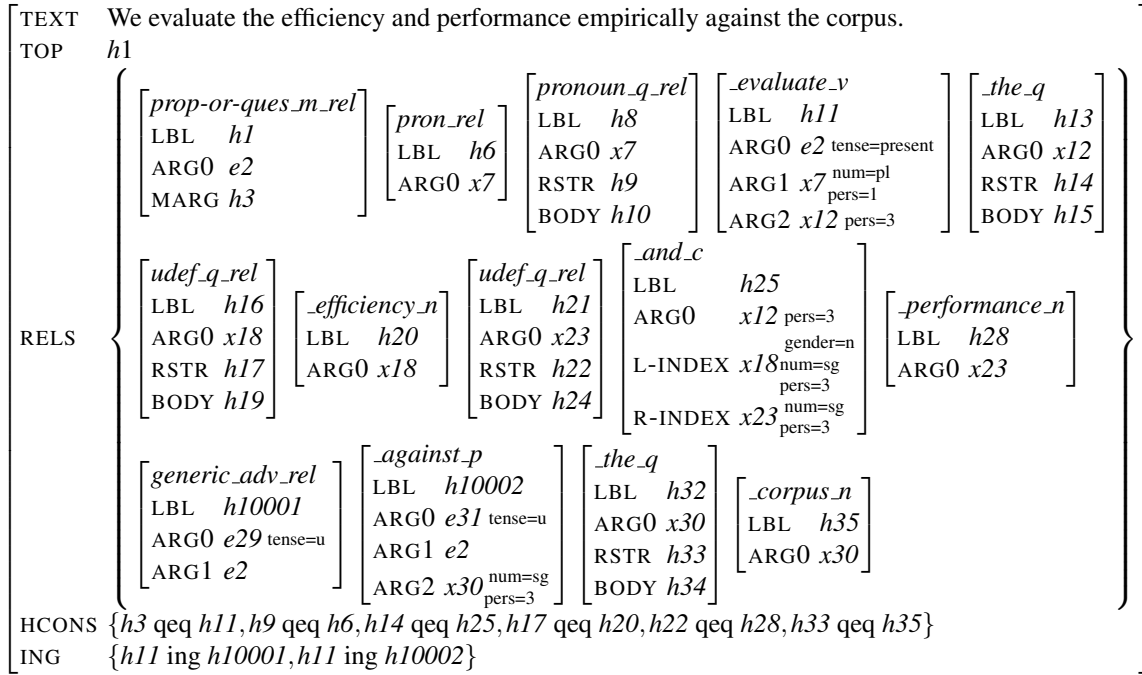 TEXT We evaluate the efficiency and performance empirically against the corpus.
TOP h1
RELS
prop-or-ques_m_rel
LBL h1
ARG0 e2
MARG h3
pron_rel
LBL h6
ARG0 x7
pronoun_q_rel
LBL h8
ARG0 x7
RSTR h9
BODY h10
_evaluate_v
LBL h11
ARG0 e2 tense=present
ARG1 x7 num=pl pers=1
ARG2 x12 pers=3
_the_q
LBL h13
ARG0 x12
RSTR h14
BODY h15
udef_q_rel
LBL h16
ARG0 x18
RSTR h17
BODY h19
_efficiency_n
LBL h20
ARG0 x18
udef_q_rel
LBL h21
ARG0 x23
RSTR h22
BODY h24
_and_c
LBL h25
ARG0 x12 pers=3
L-INDEX x18 gender=n num=sg pers=3
R-INDEX x23 num=sg pers=3
_performance_n
LBL h28
ARG0 x23
generic_adv_rel
LBL h10001
ARG0 e29 tense=u
ARG1 e2
_against_p
LBL h10002
ARG0 e31 tense=u
ARG1 e2
ARG2 x30 num=sg pers=3
_the_q
LBL h32
ARG0 x30
RSTR h33
BODY h34
_corpus_n
LBL h35
ARG0 x30
HCONS {h3 qeq h11,h9 qeq h6,h14 qeq h25,h17 qeq h20,h22 qeq h28,h33 qeq h35}
ING {h11 ing h10001,h11 ing h10002}